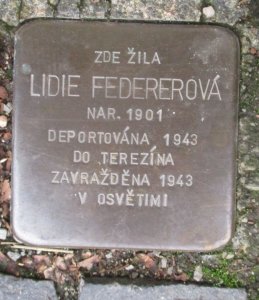 ZDE ŽILA
LIDIE FEDEREROVÁ
NAR. 1901
DEPORTOVÁNA 1943
DO TEREZÍNA
ZAVRAŽDĚNA 1943
V OSVĚTIMI